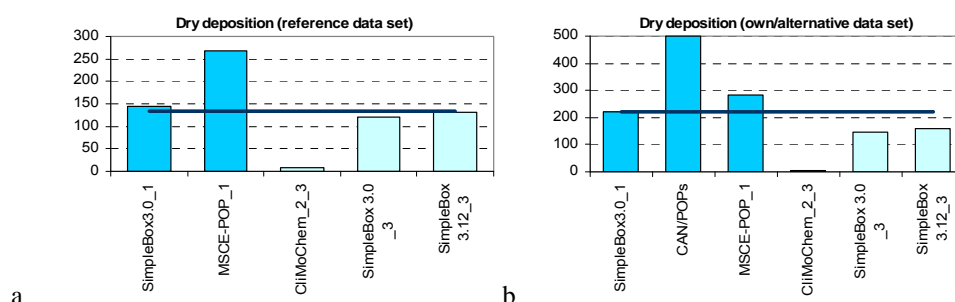 Dry deposition (reference data set)
300
250
200
150
100
50
0
SimpleBox3.0_1
MSCE-POP_1
CliMoChem_2_3
SimpleBox 3.0
_3
SimpleBox
3.12_3
a
Dry deposition (own/alternative data set)
500
400
300
200
100
0
SimpleBox3.0_1
CAN/POPs
MSCE-POP_1
CliMoChem_2_3
SimpleBox 3.0
_3
SimpleBox
3.12_3
b